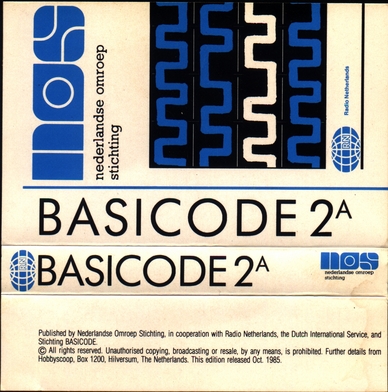 nos
nederlandse omroep
stichting
Radio Netherlands
RN
BASICODE 2A
RN
BASICODE 2A
nos
nederlandse omroep
stichting
Published by Nederlandse Omroep Stichting, in cooperation with Radio Netherlands, the Dutch International Service, and
Stichting BASICODE.
© All rights reserved. Unauthorised copying, broadcasting or resale, by any means, is prohibited. Further details from
Hobbyscoop, Box 1200, Hilversum, The Netherlands. This edition released Oct. 1985.